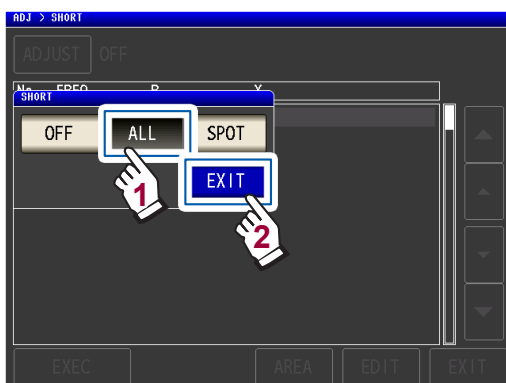 ADJ > SHORT
ADJUST OFF
No. FREQ R X
SHORT
OFF ALL SPOT
1
EXIT
2
EXEC AREA EDIT EXIT